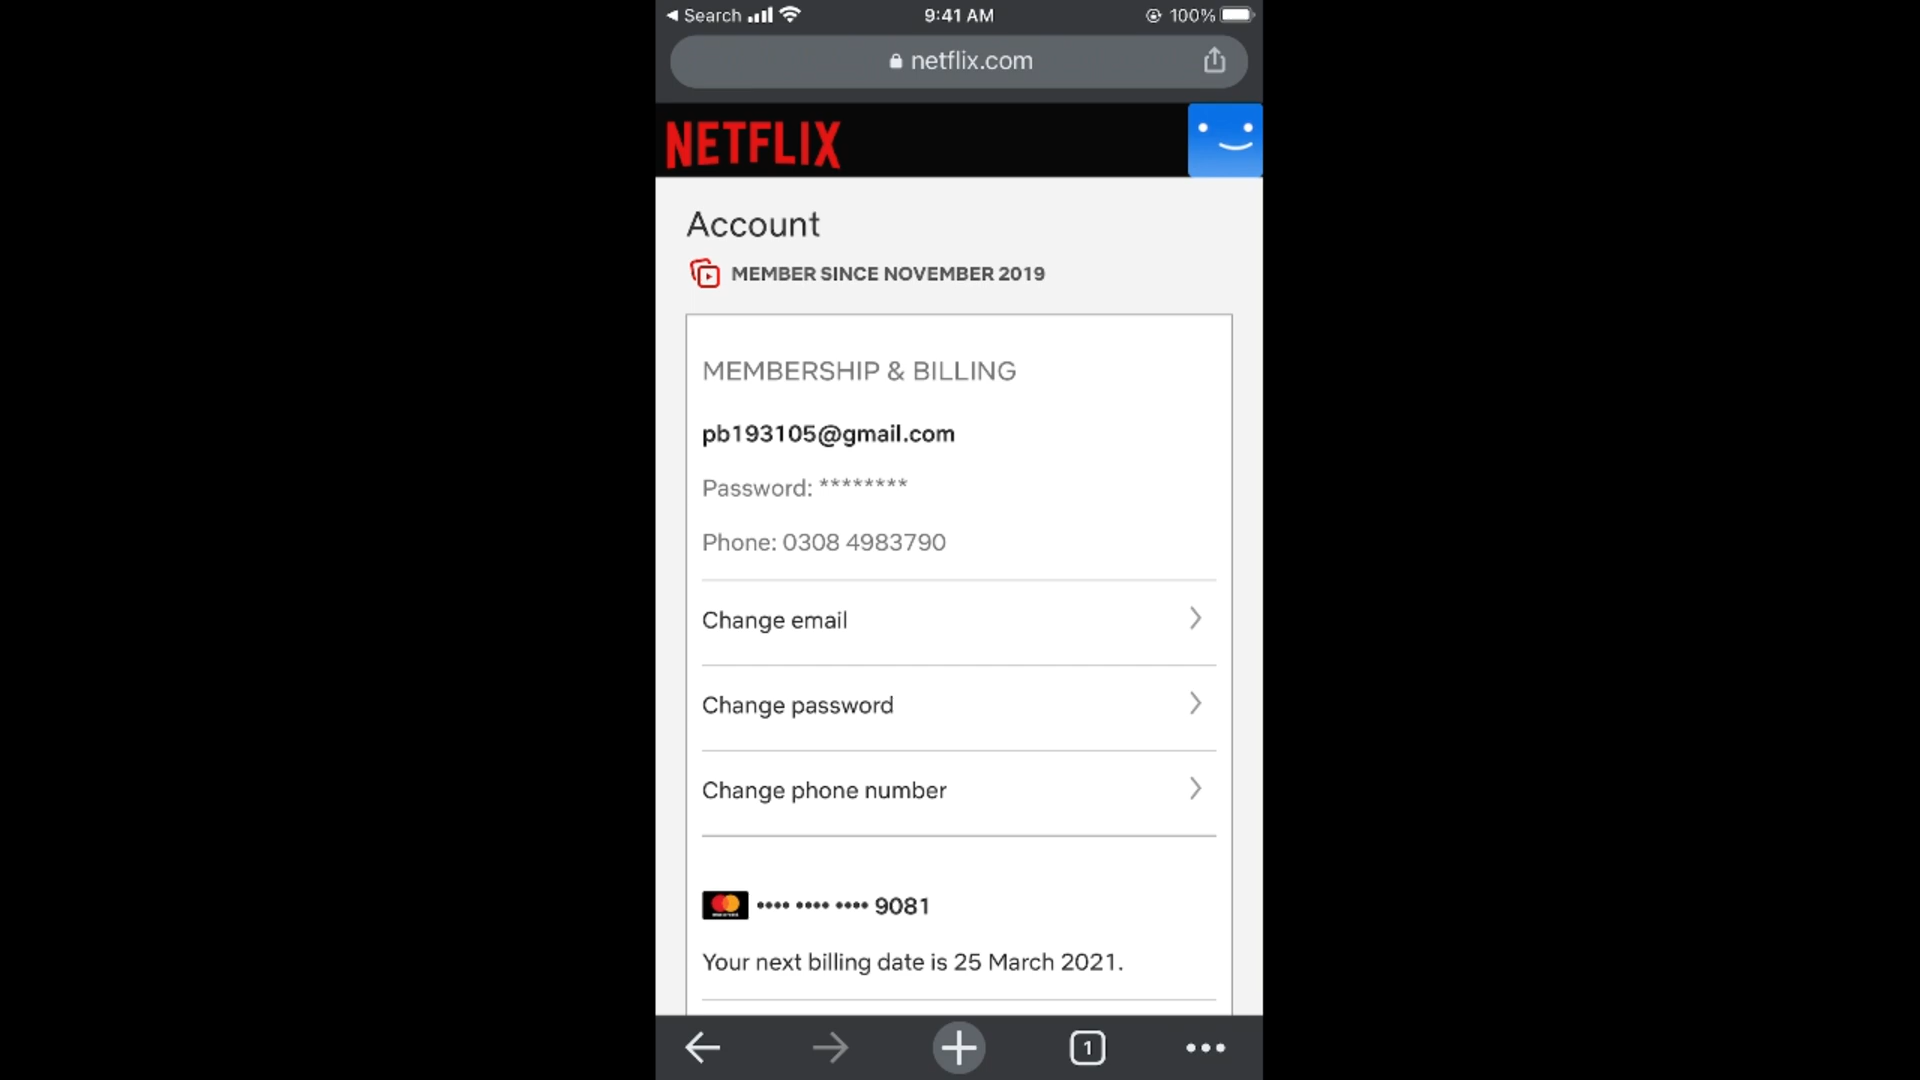 ◀ Search 9:41 AM 100%
netflix.com
NETFLIX
Account
MEMBER SINCE NOVEMBER 2019
MEMBERSHIP & BILLING
pb193105@gmail.com
Password: ********
Phone: 0308 4983790
Change email
Change password
Change phone number
•••• •••• •••• 9081
Your next billing date is 25 March 2021.
1